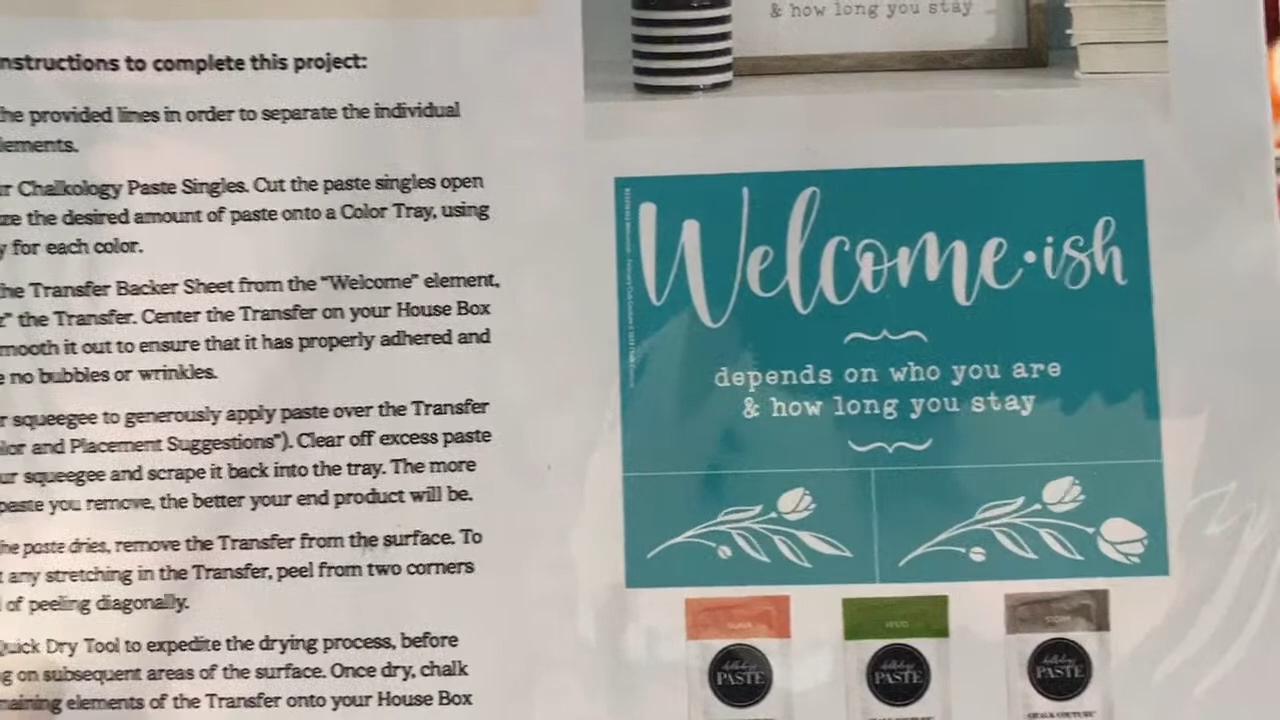 nstructions to complete this project:
he provided lines in order to separate the individual
lements.
r Chalkology Paste Singles. Cut the paste singles open
ze the desired amount of paste onto a Color Tray, using
y for each color.
he Transfer Backer Sheet from the “Welcome” element,
r” the Transfer. Center the Transfer on your House Box
mooth it out to ensure that it has properly adhered and
e no bubbles or wrinkles.
r squeegee to generously apply paste over the Transfer
lor and Placement Suggestions”). Clear off excess paste
ur squeegee and scrape it back into the tray. The more
paste you remove, the better your end product will be.
he paste dries, remove the Transfer from the surface. To
t any stretching in the Transfer, peel from two corners
of peeling diagonally.
Quick Dry Tool to expedite the drying process, before
g on subsequent areas of the surface. Once dry, chalk
maining elements of the Transfer onto your House Box
& how long you stay
Welcome·ish
depends on who you are
& how long you stay
chalkology PASTE
chalkology PASTE
chalkology PASTE